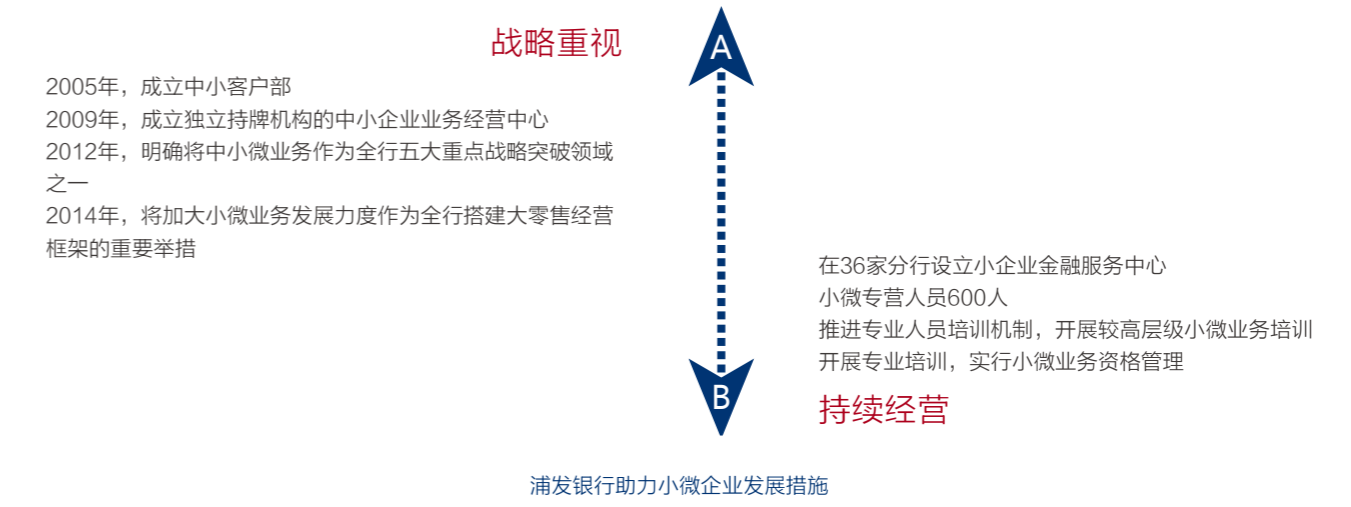 战略重视
A
2005年，成立中小客户部
2009年，成立独立持牌机构的中小企业业务经营中心
2012年，明确将中小微业务作为全行五大重点战略突破领域
之一
2014年，将加大小微业务发展力度作为全行搭建大零售经营
框架的重要举措
在36家分行设立小企业金融服务中心
小微专营人员600人
推进专业人员培训机制，开展较高层级小微业务培训
开展专业培训，实行小微业务资格管理
B
持续经营
浦发银行助力小微企业发展措施